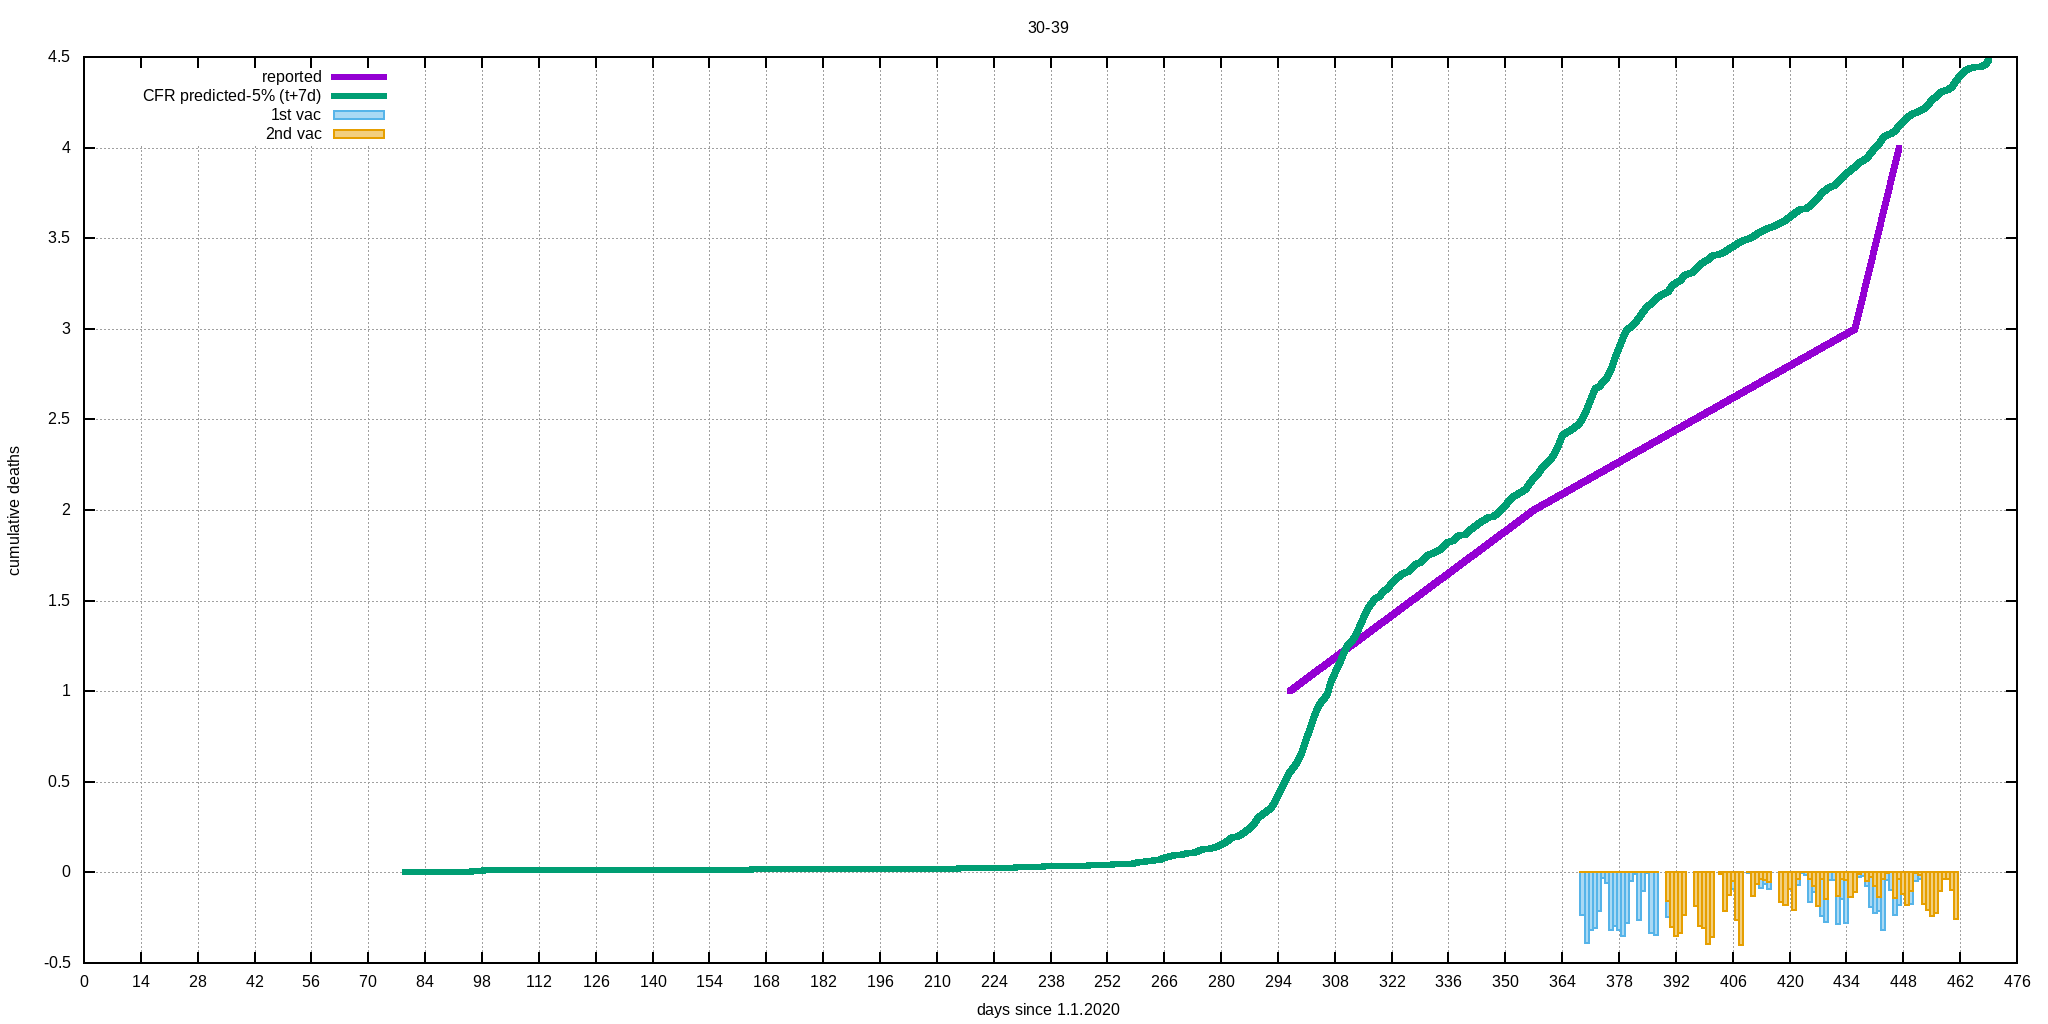 30-39
4.5
4
3.5
3
2.5
2
1.5
1
0.5
0
-0.5
reported
CFR predicted-5% (t+7d)
1st vac
2nd vac
cumulative deaths
0 14 28 42 56 70 84 98 112 126 140 154 168 182 196 210 224 238 252 266 280 294 308 322 336 350 364 378 392 406 420 434 448 462 476
days since 1.1.2020